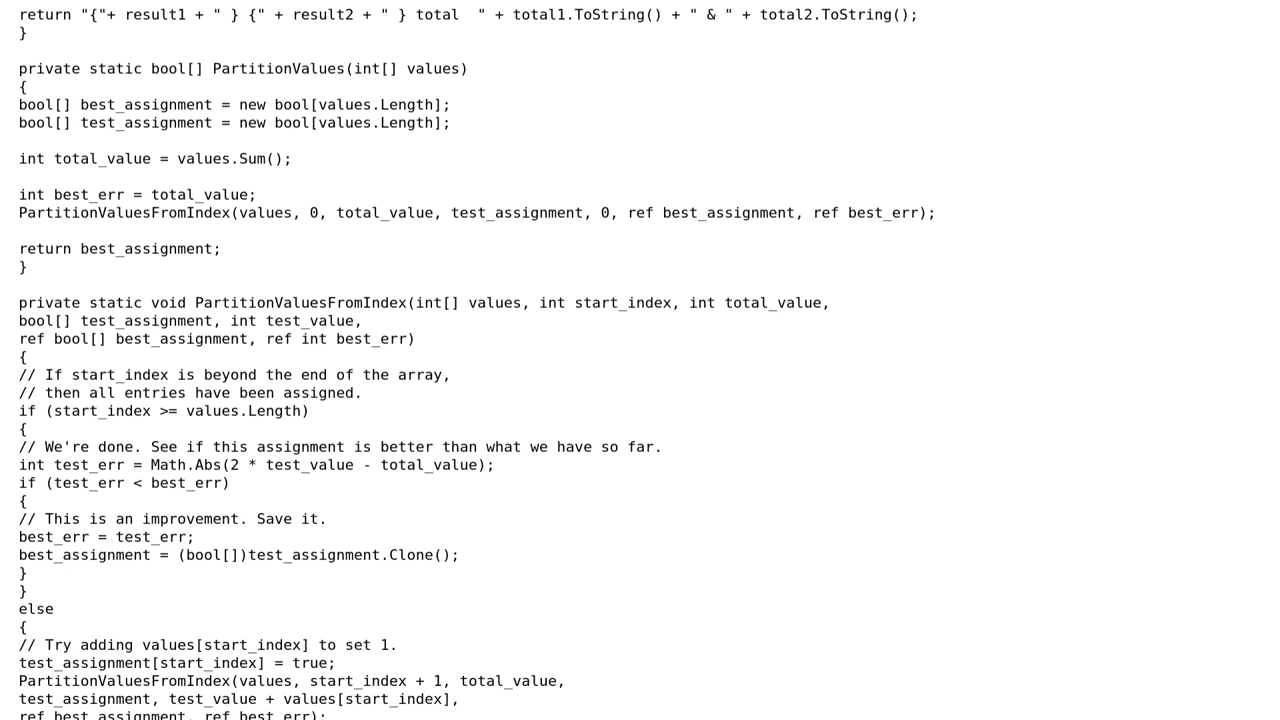 return "{"+ result1 + " } {" + result2 + " } total  " + total1.ToString() + " & " + total2.ToString();
}
private static bool[] PartitionValues(int[] values)
{
bool[] best_assignment = new bool[values.Length];
bool[] test_assignment = new bool[values.Length];
int total_value = values.Sum();
int best_err = total_value;
PartitionValuesFromIndex(values, 0, total_value, test_assignment, 0, ref best_assignment, ref best_err);
return best_assignment;
}
private static void PartitionValuesFromIndex(int[] values, int start_index, int total_value,
bool[] test_assignment, int test_value,
ref bool[] best_assignment, ref int best_err)
{
// If start_index is beyond the end of the array,
// then all entries have been assigned.
if (start_index >= values.Length)
{
// We're done. See if this assignment is better than what we have so far.
int test_err = Math.Abs(2 * test_value - total_value);
if (test_err < best_err)
{
// This is an improvement. Save it.
best_err = test_err;
best_assignment = (bool[])test_assignment.Clone();
}
}
else
{
// Try adding values[start_index] to set 1.
test_assignment[start_index] = true;
PartitionValuesFromIndex(values, start_index + 1, total_value,
test_assignment, test_value + values[start_index],
ref best_assignment, ref best_err);